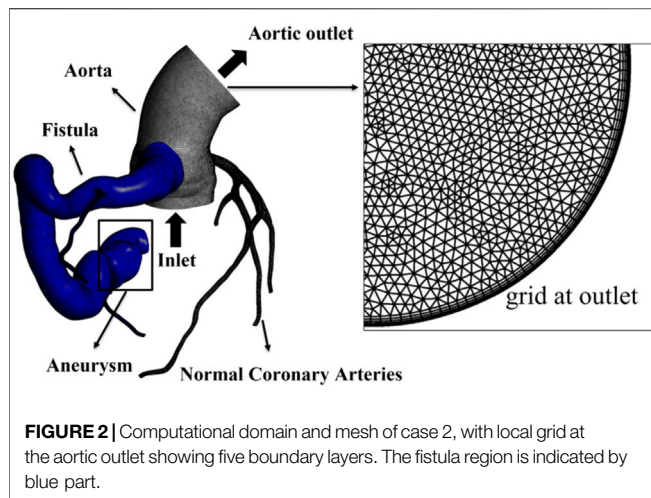 Aortic outlet
Aorta
Fistula
Inlet
grid at outlet
Aneurysm
Normal Coronary Arteries
FIGURE 2 | Computational domain and mesh of case 2, with local grid at
the aortic outlet showing five boundary layers. The fistula region is indicated by
blue part.